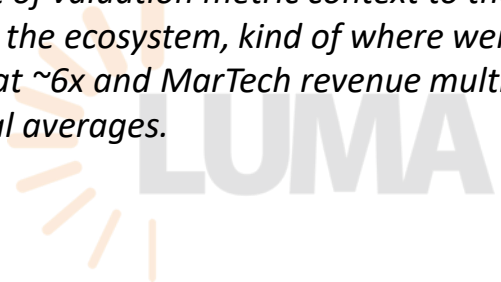 of valuation metric context to th
the ecosystem, kind of where we
at ~6x and MarTech revenue mult
al averages.
LUMA